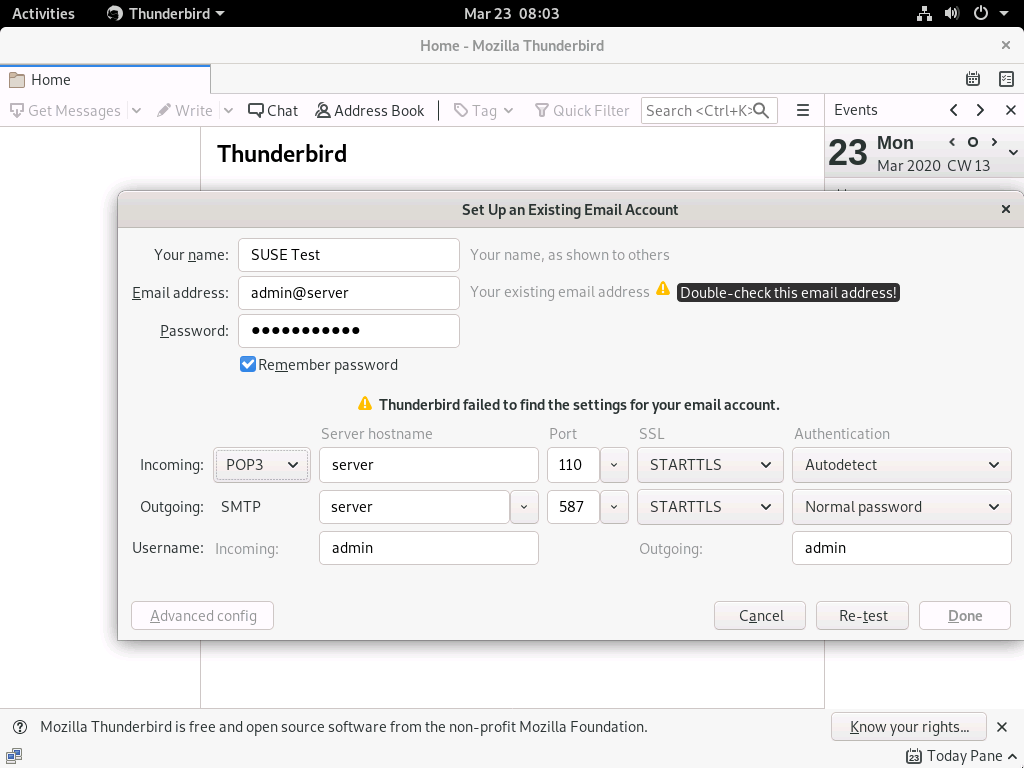 Activities Thunderbird Mar 23 08:03
Home - Mozilla Thunderbird
Home
Get Messages Write Chat Address Book Tag Quick Filter Search <Ctrl+K> Events
Thunderbird
23 Mon
Mar 2020 CW 13
Set Up an Existing Email Account
Your name: SUSE Test Your name, as shown to others
Email address: admin@server Your existing email address Double-check this email address!
Password: ●●●●●●●●●●●
Remember password
Thunderbird failed to find the settings for your email account.
Server hostname Port SSL Authentication
Incoming: POP3 server 110 STARTTLS Autodetect
Outgoing: SMTP server 587 STARTTLS Normal password
Username: Incoming: admin Outgoing: admin
Advanced config Cancel Re-test Done
Mozilla Thunderbird is free and open source software from the non-profit Mozilla Foundation. Know your rights...
23 Today Pane